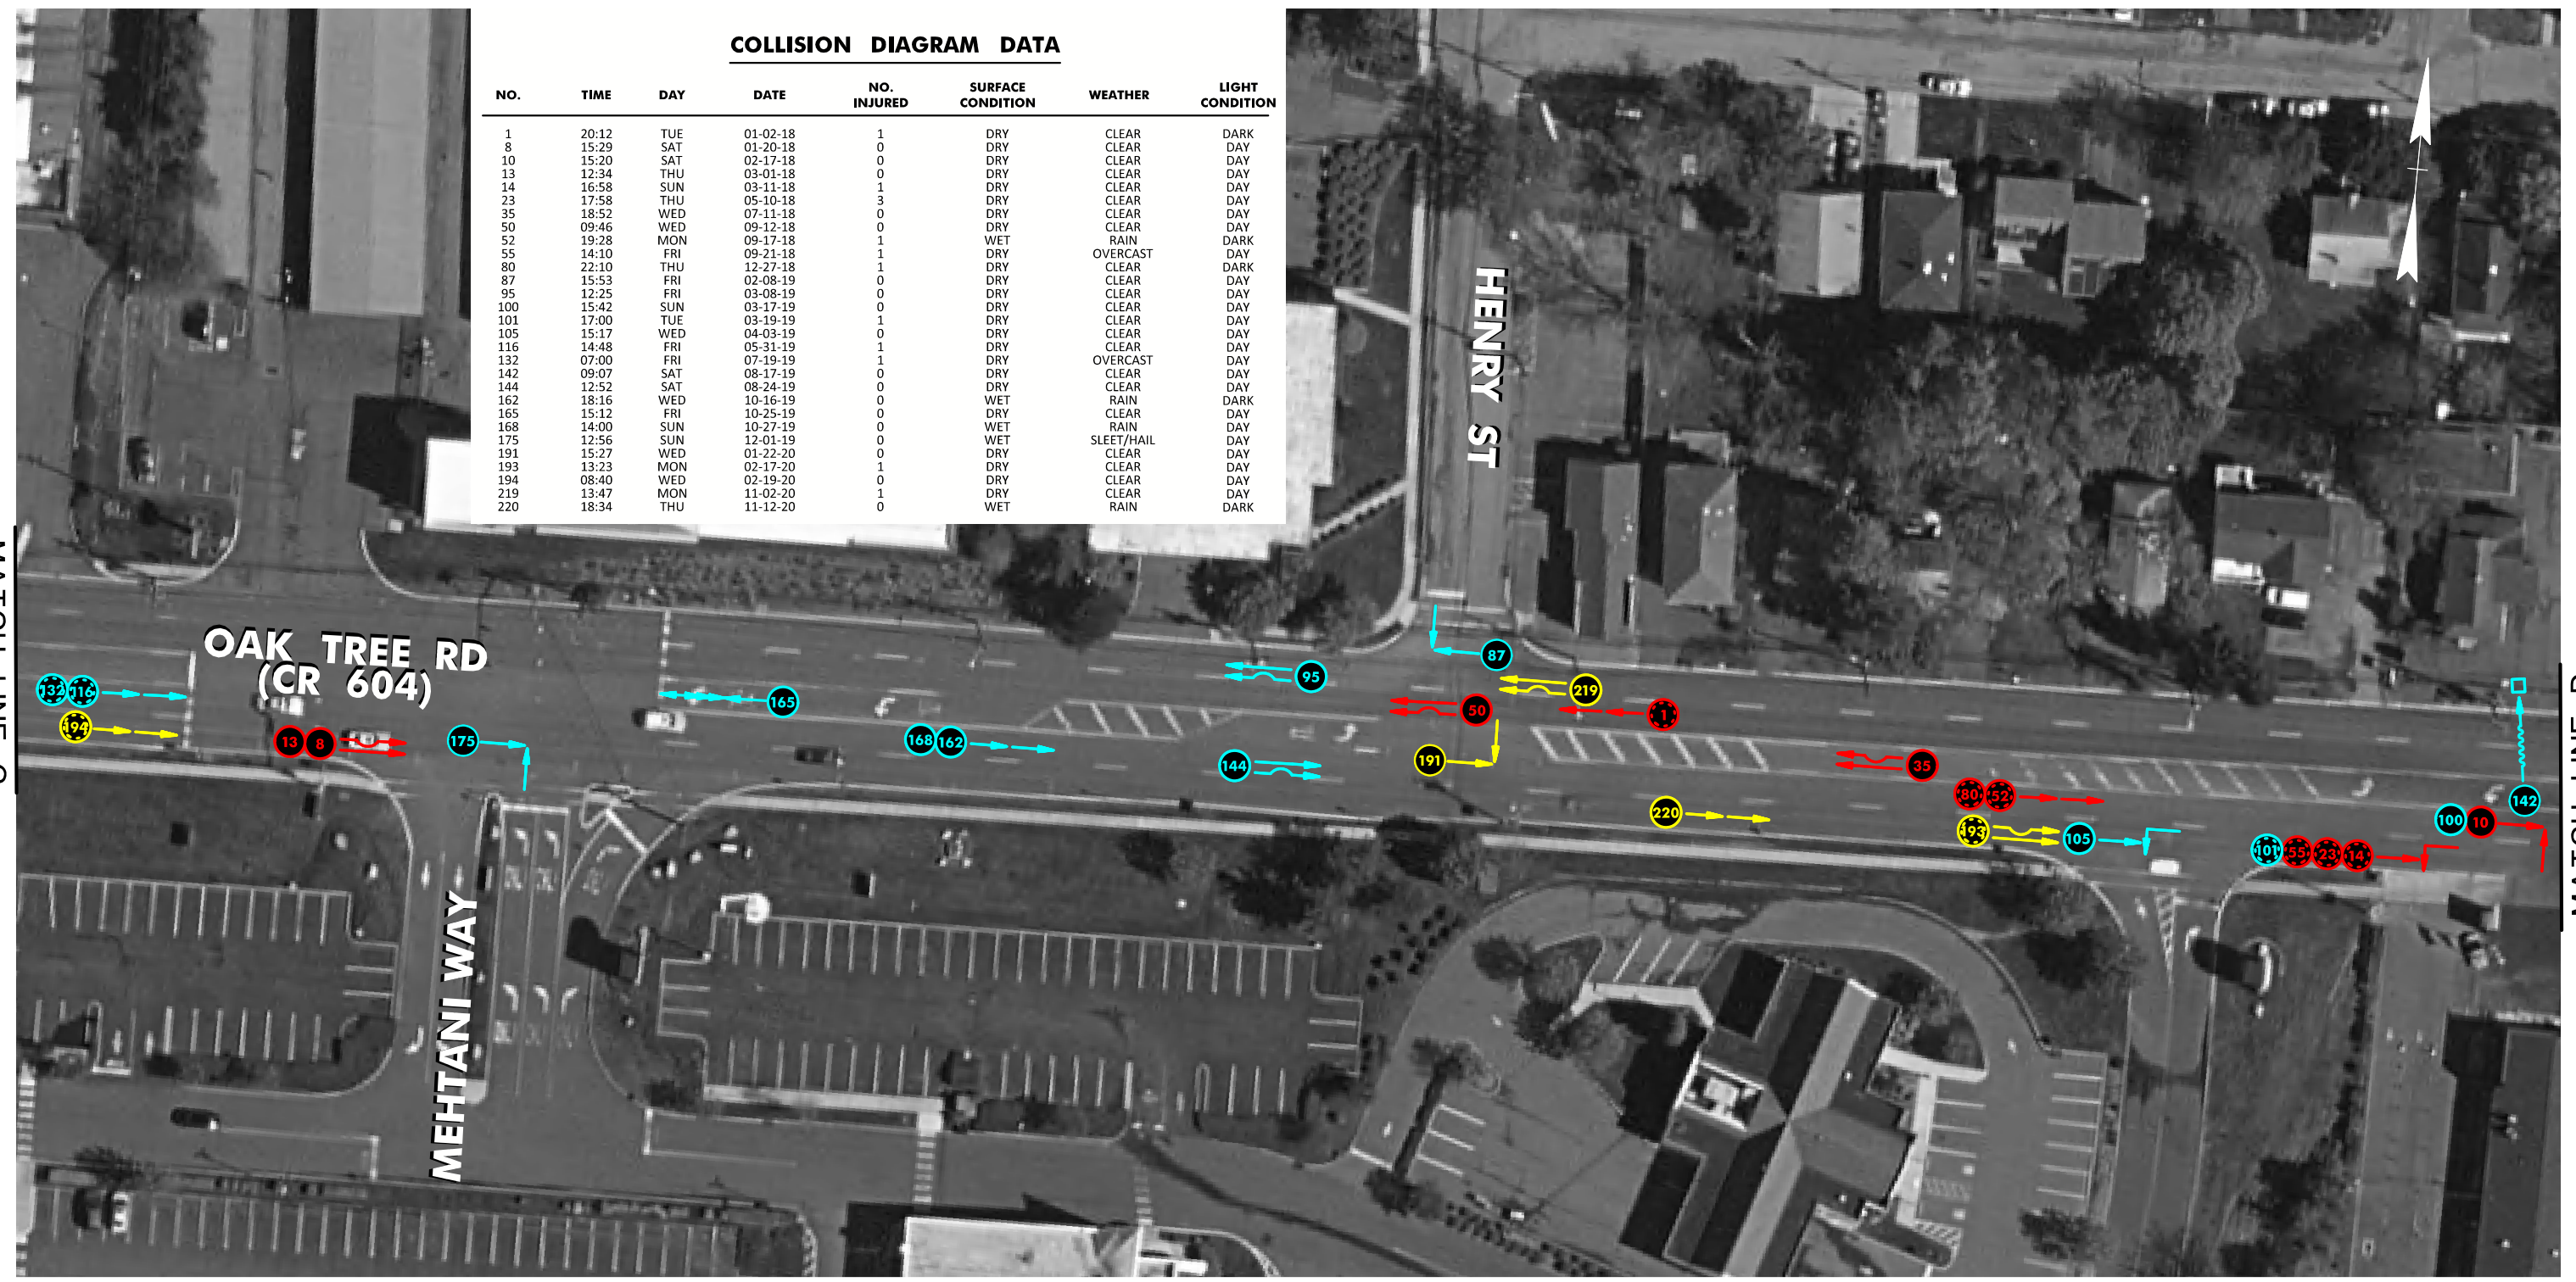 COLLISION DIAGRAM DATA
NO. TIME DAY DATE NO. INJURED SURFACE CONDITION WEATHER LIGHT CONDITION
1 20:12 TUE 01-02-18 1 DRY CLEAR DARK
8 15:29 SAT 01-20-18 0 DRY CLEAR DAY
10 15:20 SAT 02-17-18 0 DRY CLEAR DAY
13 12:34 THU 03-01-18 0 DRY CLEAR DAY
14 16:58 SUN 03-11-18 1 DRY CLEAR DAY
23 17:58 THU 05-10-18 3 DRY CLEAR DAY
35 18:52 WED 07-11-18 0 DRY CLEAR DAY
50 09:46 WED 09-12-18 0 DRY CLEAR DAY
52 19:28 MON 09-17-18 1 WET RAIN DARK
55 14:10 FRI 09-21-18 1 DRY OVERCAST DAY
80 22:10 THU 12-27-18 1 DRY CLEAR DARK
87 15:53 FRI 02-08-19 0 DRY CLEAR DAY
95 12:25 FRI 03-08-19 0 DRY CLEAR DAY
100 15:42 SUN 03-17-19 0 DRY CLEAR DAY
101 17:00 TUE 03-19-19 1 DRY CLEAR DAY
105 15:17 WED 04-03-19 0 DRY CLEAR DAY
116 14:48 FRI 05-31-19 1 DRY CLEAR DAY
132 07:00 FRI 07-19-19 1 DRY OVERCAST DAY
142 09:07 SAT 08-17-19 0 DRY CLEAR DAY
144 12:52 SAT 08-24-19 0 DRY CLEAR DAY
162 18:16 WED 10-16-19 0 WET RAIN DARK
165 15:12 FRI 10-25-19 0 DRY CLEAR DAY
168 14:00 SUN 10-27-19 0 WET RAIN DAY
175 12:56 SUN 12-01-19 0 WET SLEET/HAIL DAY
191 15:27 WED 01-22-20 0 DRY CLEAR DAY
193 13:23 MON 02-17-20 1 DRY CLEAR DAY
194 08:40 WED 02-19-20 0 DRY CLEAR DAY
219 13:47 MON 11-02-20 1 DRY CLEAR DAY
220 18:34 THU 11-12-20 0 WET RAIN DARK
HENRY ST
OAK TREE RD
(CR 604)
MEHTANI WAY
132 116
194
13 8
175
165
168 162
95
144
87
219
50
1
191
220
35
80 52
193
105
101 55 23 14
100 10
142